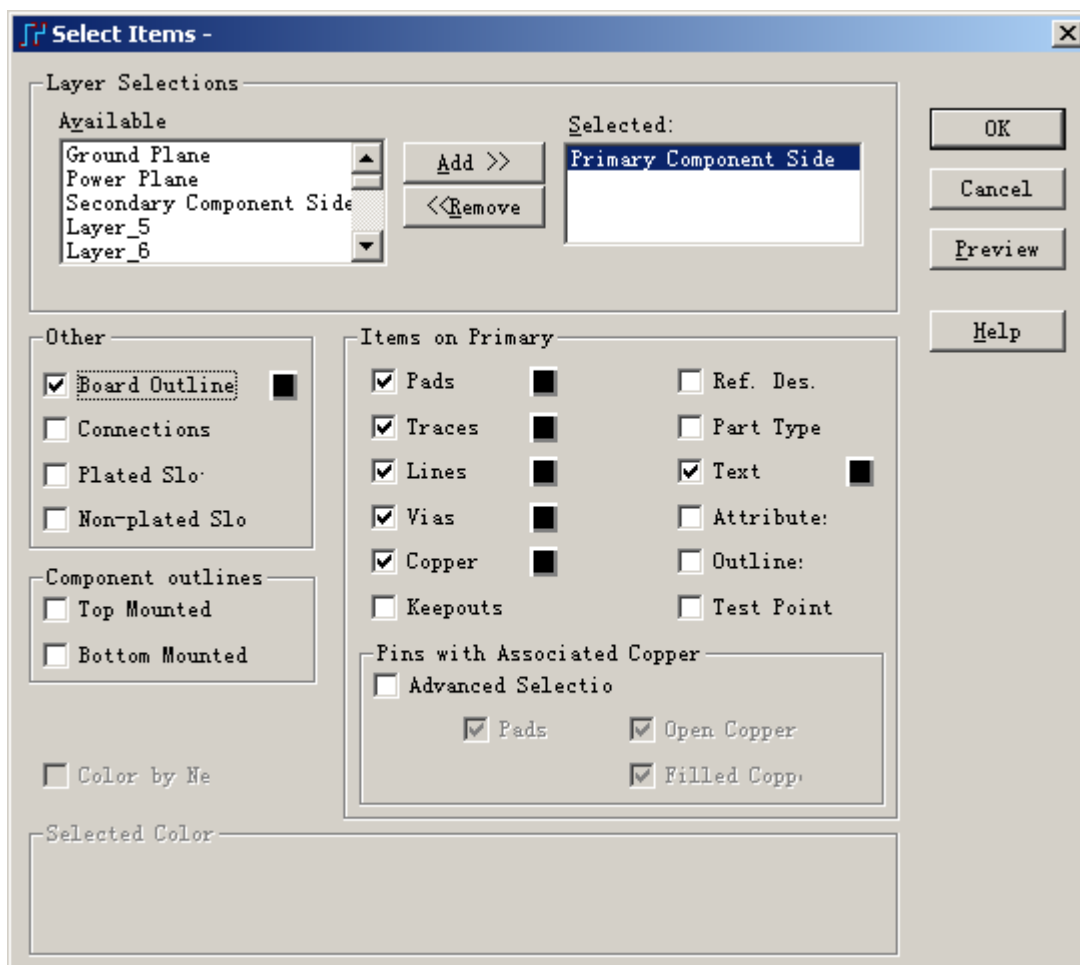 Select Items -
Layer Selections
Available
Ground Plane
Power Plane
Secondary Component Side
Layer_5
Layer_6
Add >>
<<Remove
Selected:
Primary Component Side
OK
Cancel
Preview
Help
Other
Board Outline
Connections
Plated Slo
Non-plated Slo
Component outlines
Top Mounted
Bottom Mounted
Color by Ne
Items on Primary
Pads
Traces
Lines
Vias
Copper
Keepouts
Ref. Des.
Part Type
Text
Attribute:
Outline:
Test Point
Pins with Associated Copper
Advanced Selectio
Pads
Open Copper
Filled Copp
Selected Color